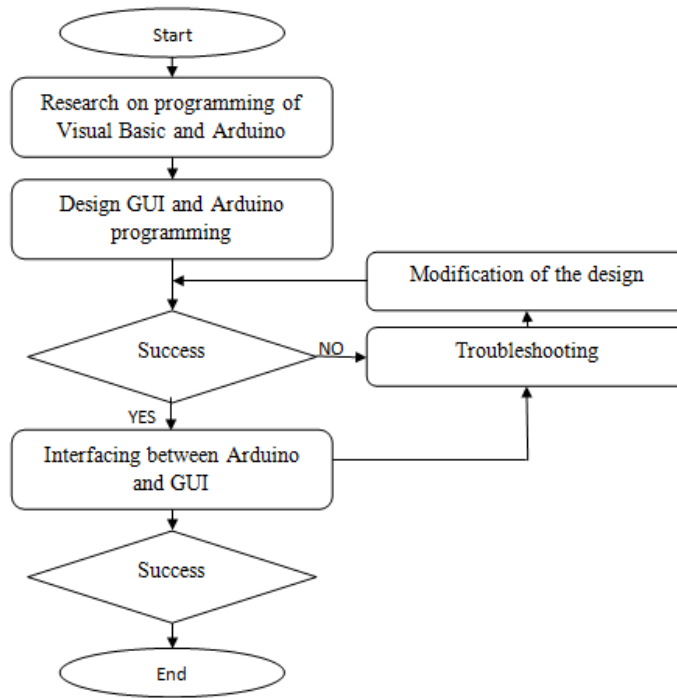 Start
Research on programming of
Visual Basic and Arduino
Design GUI and Arduino
programming
Modification of the design
Success
NO
Troubleshooting
YES
Interfacing between Arduino
and GUI
Success
End